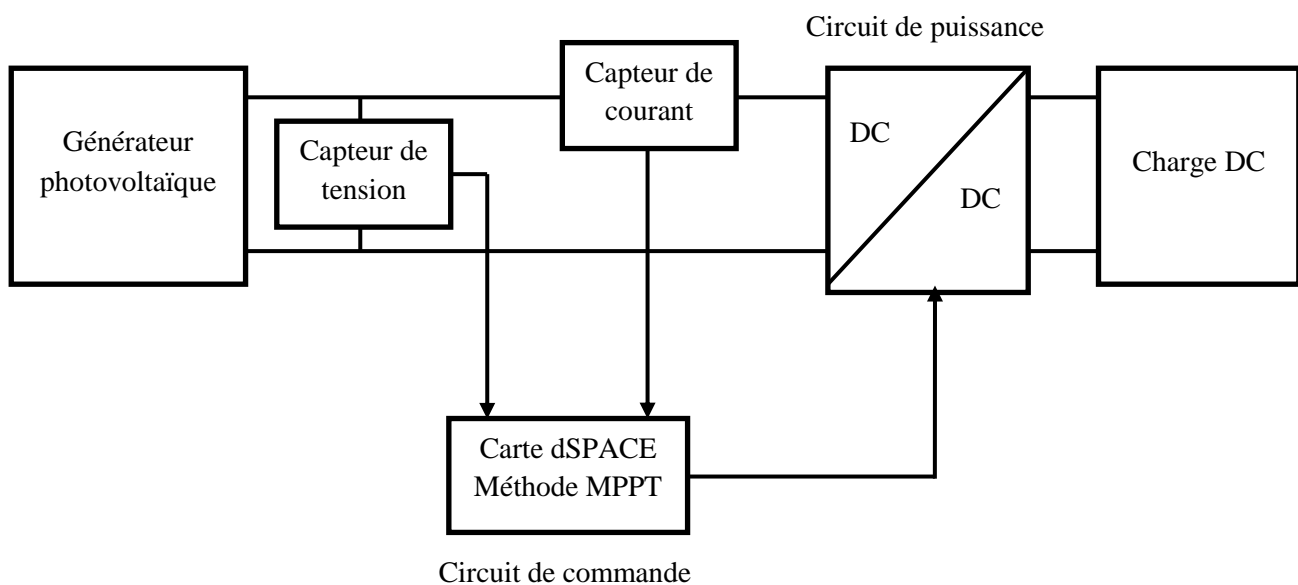 Circuit de puissance
Générateur
photovoltaïque
Capteur de
tension
Capteur de
courant
DC
DC
Charge DC
Carte dSPACE
Méthode MPPT
Circuit de commande